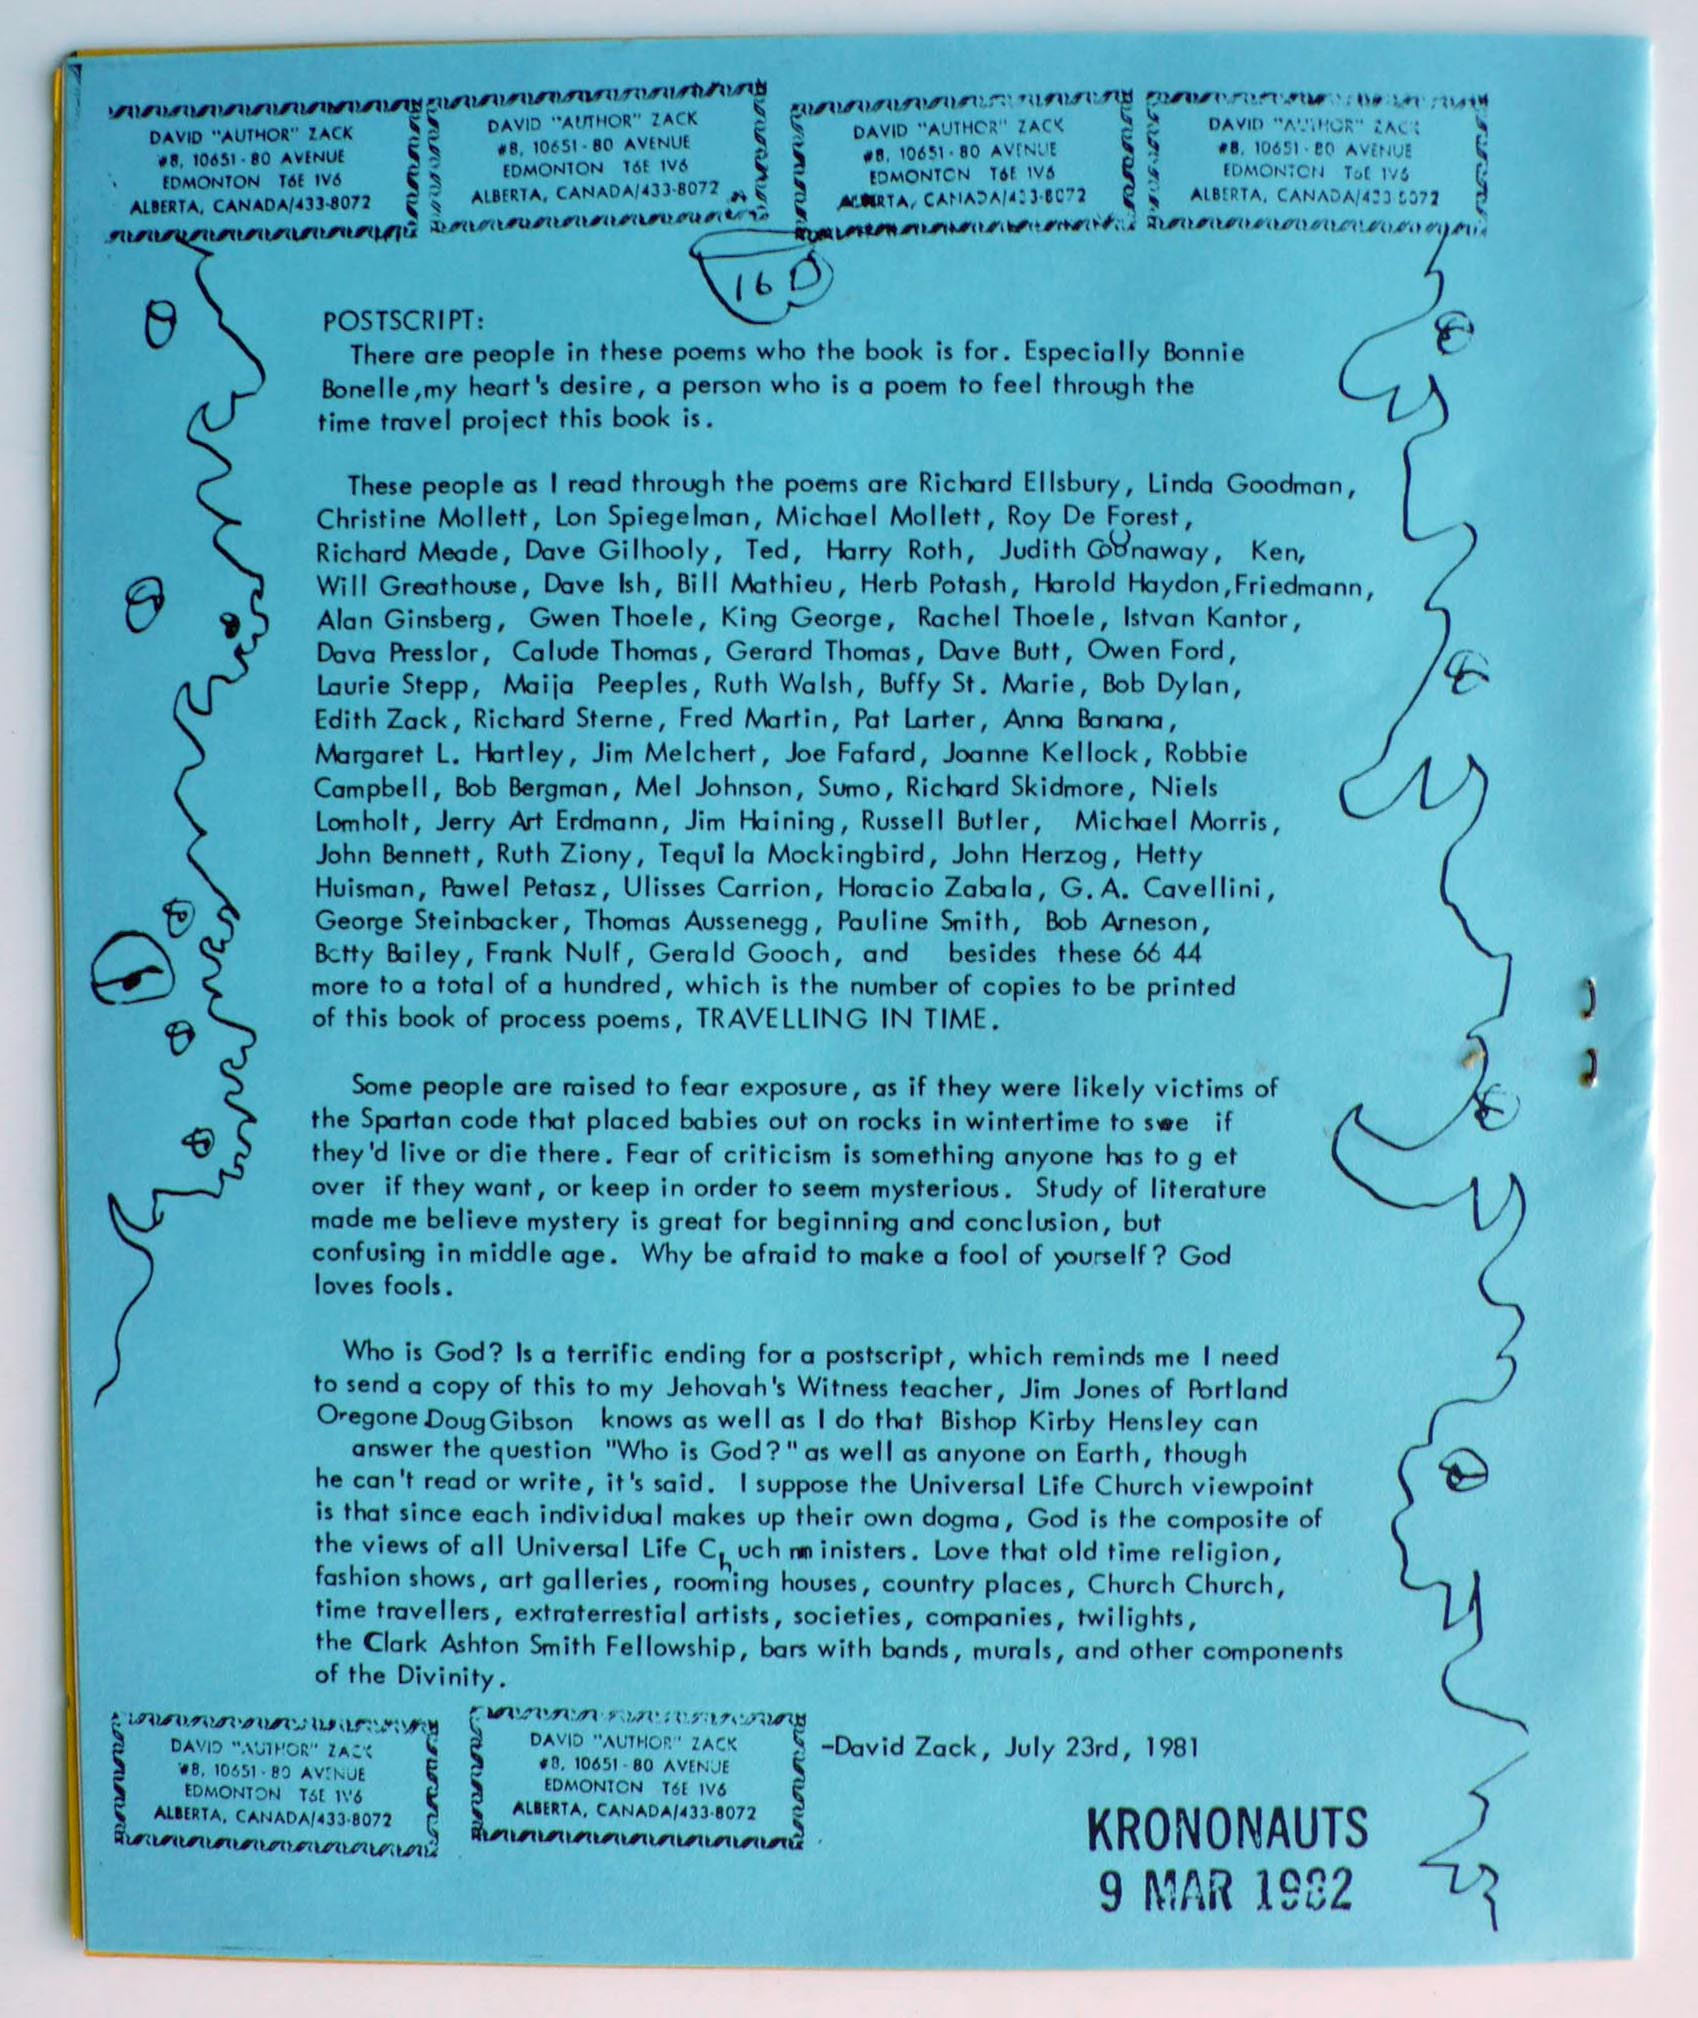 DAVID "AUTHOR" ZACK
#8, 10651-80 AVENUE
EDMONTON T6E 1V6
ALBERTA, CANADA/433-8072
DAVID "AUTHOR" ZACK
#8, 10651-80 AVENUE
EDMONTON T6E 1V6
ALBERTA, CANADA/433-8072
DAVID "AUTHOR" ZACK
#8, 10651-80 AVENUE
EDMONTON T6E 1V6
ALBERTA, CANADA/433-8072
DAVID "AUTHOR" ZACK
#8, 10651-80 AVENUE
EDMONTON T6E 1V6
ALBERTA, CANADA/433-8072
16
POSTSCRIPT:
There are people in these poems who the book is for. Especially Bonnie
Bonelle,my heart's desire, a person who is a poem to feel through the
time travel project this book is.
These people as I read through the poems are Richard Ellsbury, Linda Goodman,
Christine Mollett, Lon Spiegelman, Michael Mollett, Roy De Forest,
Richard Meade, Dave Gilhooly, Ted, Harry Roth, Judith Conaway, Ken,
Will Greathouse, Dave Ish, Bill Mathieu, Herb Potash, Harold Haydon,Friedmann,
Alan Ginsberg, Gwen Thoele, King George, Rachel Thoele, Istvan Kantor,
Dava Presslor, Calude Thomas, Gerard Thomas, Dave Butt, Owen Ford,
Laurie Stepp, Maija Peeples, Ruth Walsh, Buffy St. Marie, Bob Dylan,
Edith Zack, Richard Sterne, Fred Martin, Pat Larter, Anna Banana,
Margaret L. Hartley, Jim Melchert, Joe Fafard, Joanne Kellock, Robbie
Campbell, Bob Bergman, Mel Johnson, Sumo, Richard Skidmore, Niels
Lomholt, Jerry Art Erdmann, Jim Haining, Russell Butler, Michael Morris,
John Bennett, Ruth Ziony, Tequila Mockingbird, John Herzog, Hetty
Huisman, Pawel Petasz, Ulisses Carrion, Horacio Zabala, G.A. Cavellini,
George Steinbacker, Thomas Aussenegg, Pauline Smith, Bob Arneson,
Betty Bailey, Frank Nulf, Gerald Gooch, and besides these 66 44
more to a total of a hundred, which is the number of copies to be printed
of this book of process poems, TRAVELLING IN TIME.
Some people are raised to fear exposure, as if they were likely victims of
the Spartan code that placed babies out on rocks in wintertime to see if
they'd live or die there. Fear of criticism is something anyone has to g et
over if they want, or keep in order to seem mysterious. Study of literature
made me believe mystery is great for beginning and conclusion, but
confusing in middle age. Why be afraid to make a fool of yourself? God
loves fools.
Who is God? Is a terrific ending for a postscript, which reminds me I need
to send a copy of this to my Jehovah's Witness teacher, Jim Jones of Portland
Oregone Doug Gibson knows as well as I do that Bishop Kirby Hensley can
answer the question "Who is God?" as well as anyone on Earth, though
he can't read or write, it's said. I suppose the Universal Life Church viewpoint
is that since each individual makes up their own dogma, God is the composite of
the views of all Universal Life Ch uch m inisters. Love that old time religion,
fashion shows, art galleries, rooming houses, country places, Church Church,
time travellers, extraterrestial artists, societies, companies, twilights,
the Clark Ashton Smith Fellowship, bars with bands, murals, and other components
of the Divinity.
DAVID "AUTHOR" ZACK
#8, 10651-80 AVENUE
EDMONTON T6E 1V6
ALBERTA, CANADA/433-8072
DAVID "AUTHOR" ZACK
#8, 10651-80 AVENUE
EDMONTON T6E 1V6
ALBERTA, CANADA/433-8072
-David Zack, July 23rd, 1981
KRONONAUTS
9 MAR 1982